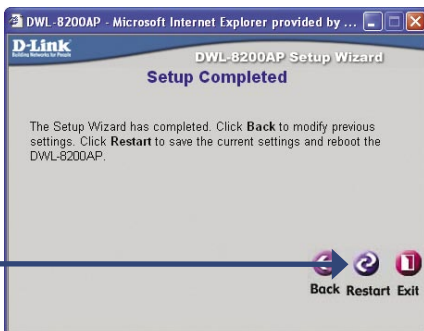 DWL-8200AP - Microsoft Internet Explorer provided by ...
D-Link
Building Networks for People
DWL-8200AP Setup Wizard
Setup Completed
The Setup Wizard has completed. Click Back to modify previous
settings. Click Restart to save the current settings and reboot the
DWL-8200AP.
Back Restart Exit